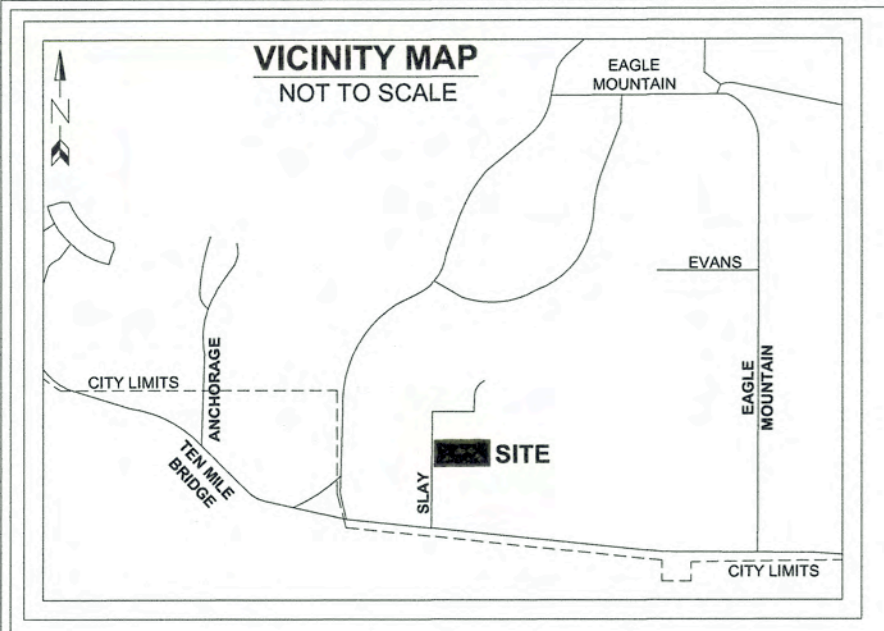 VICINITY MAP
NOT TO SCALE
N
EAGLE
MOUNTAIN
EVANS
CITY LIMITS
ANCHORAGE
EAGLE
MOUNTAIN
TEN MILE
BRIDGE
SLAY
SITE
CITY LIMITS